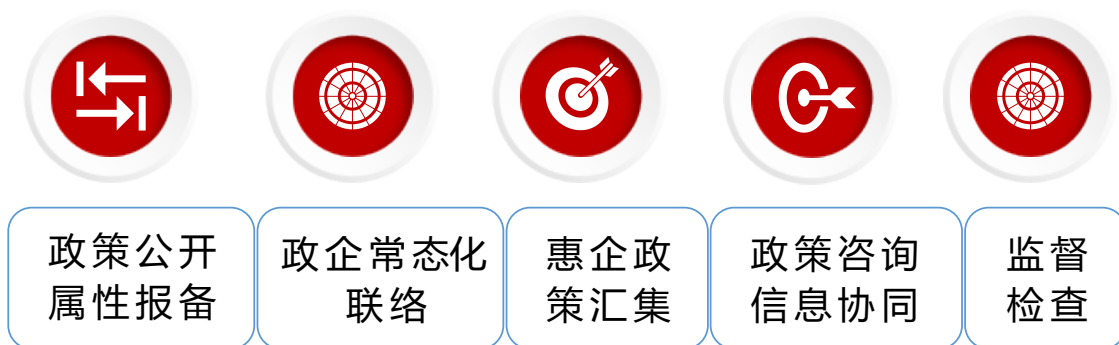 政策公开
属性报备
政企常态化
联络
惠企政
策汇集
政策咨询
信息协同
监督
检查